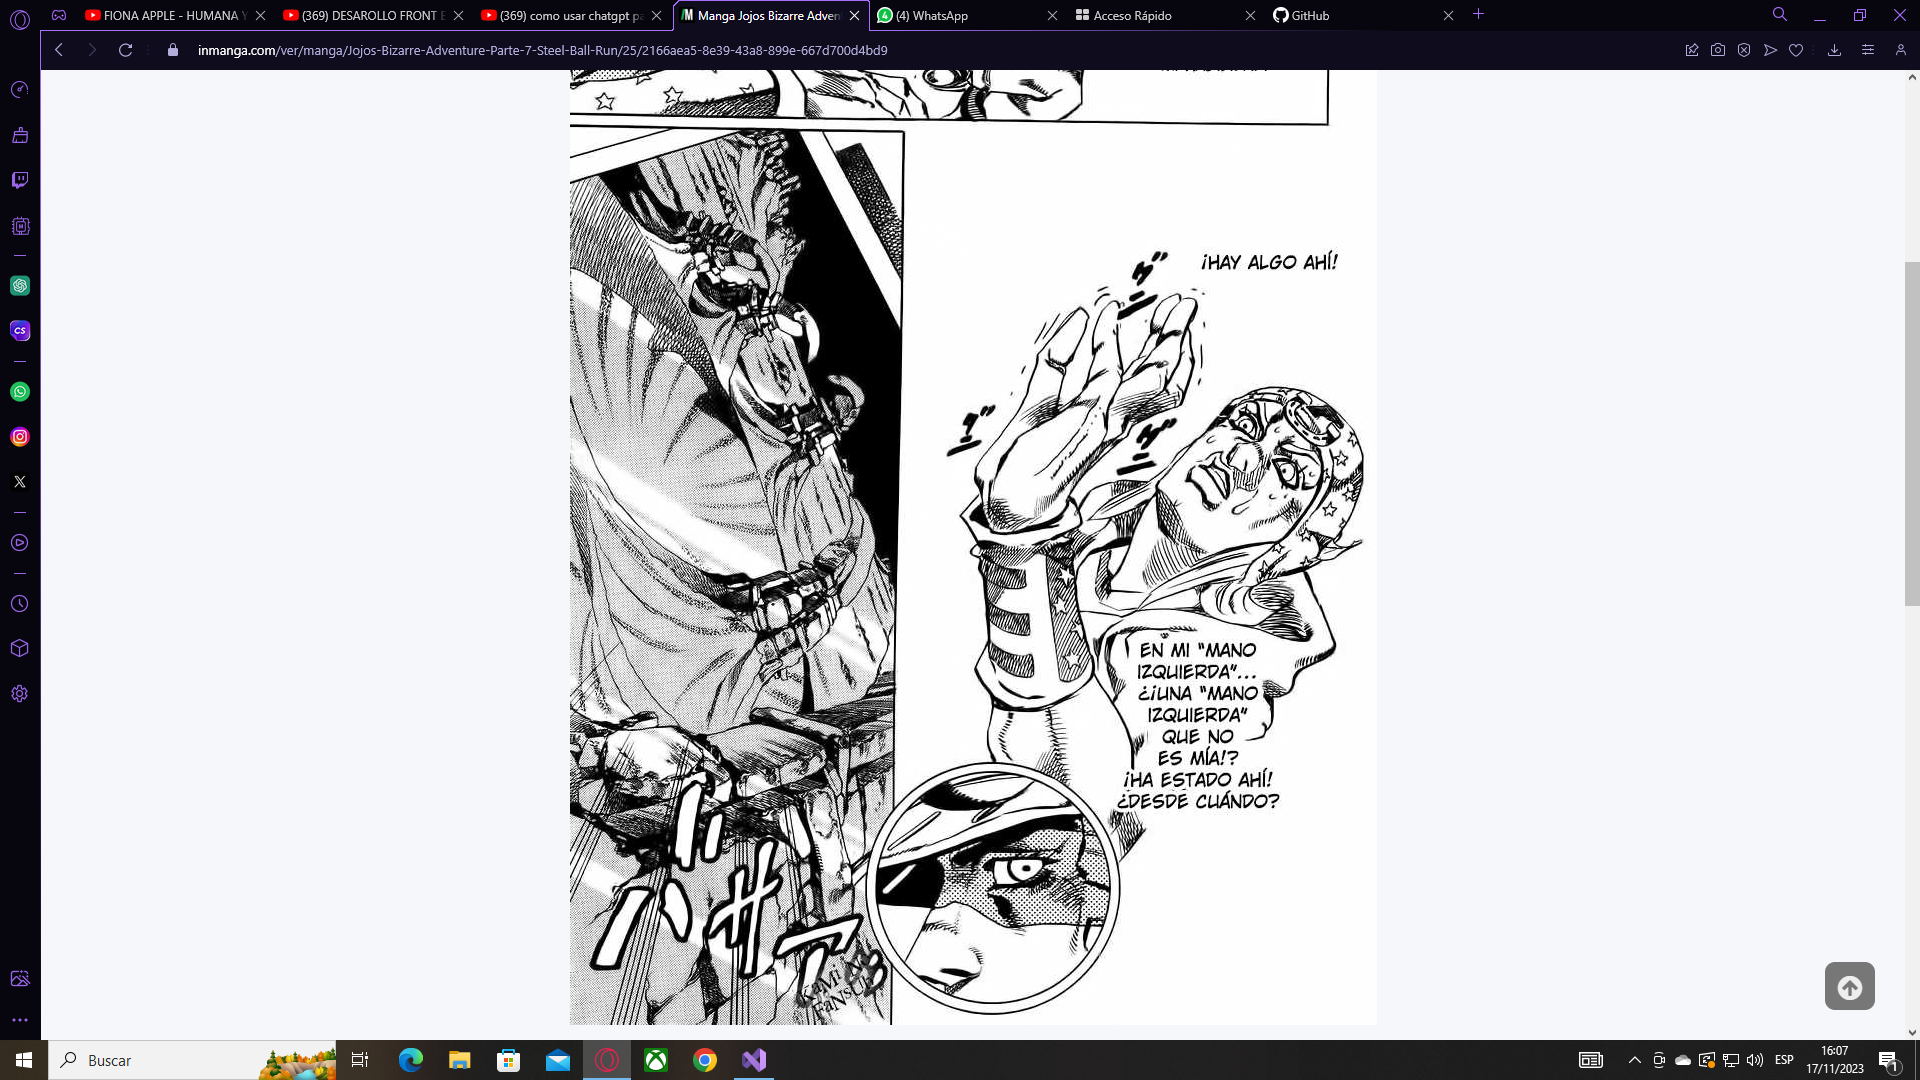 FIONA APPLE - HUMANA Y
(369) DESAROLLO FRONT E
(369) como usar chatgpt pa
Manga Jojos Bizarre Adven
(4) WhatsApp
Acceso Rápido
GitHub
inmanga.com/ver/manga/Jojos-Bizarre-Adventure-Parte-7-Steel-Ball-Run/25/2166aea5-8e39-43a8-899e-667d700d4bd9
¡HAY ALGO AHÍ!
EN MI "MANO
IZQUIERDA"...
¿¡UNA "MANO
IZQUIERDA"
QUE NO
ES MÍA!?
¡HA ESTADO AHÍ!
¿DESDE CUÁNDO?
Buscar
ESP
16:07
17/11/2023
1